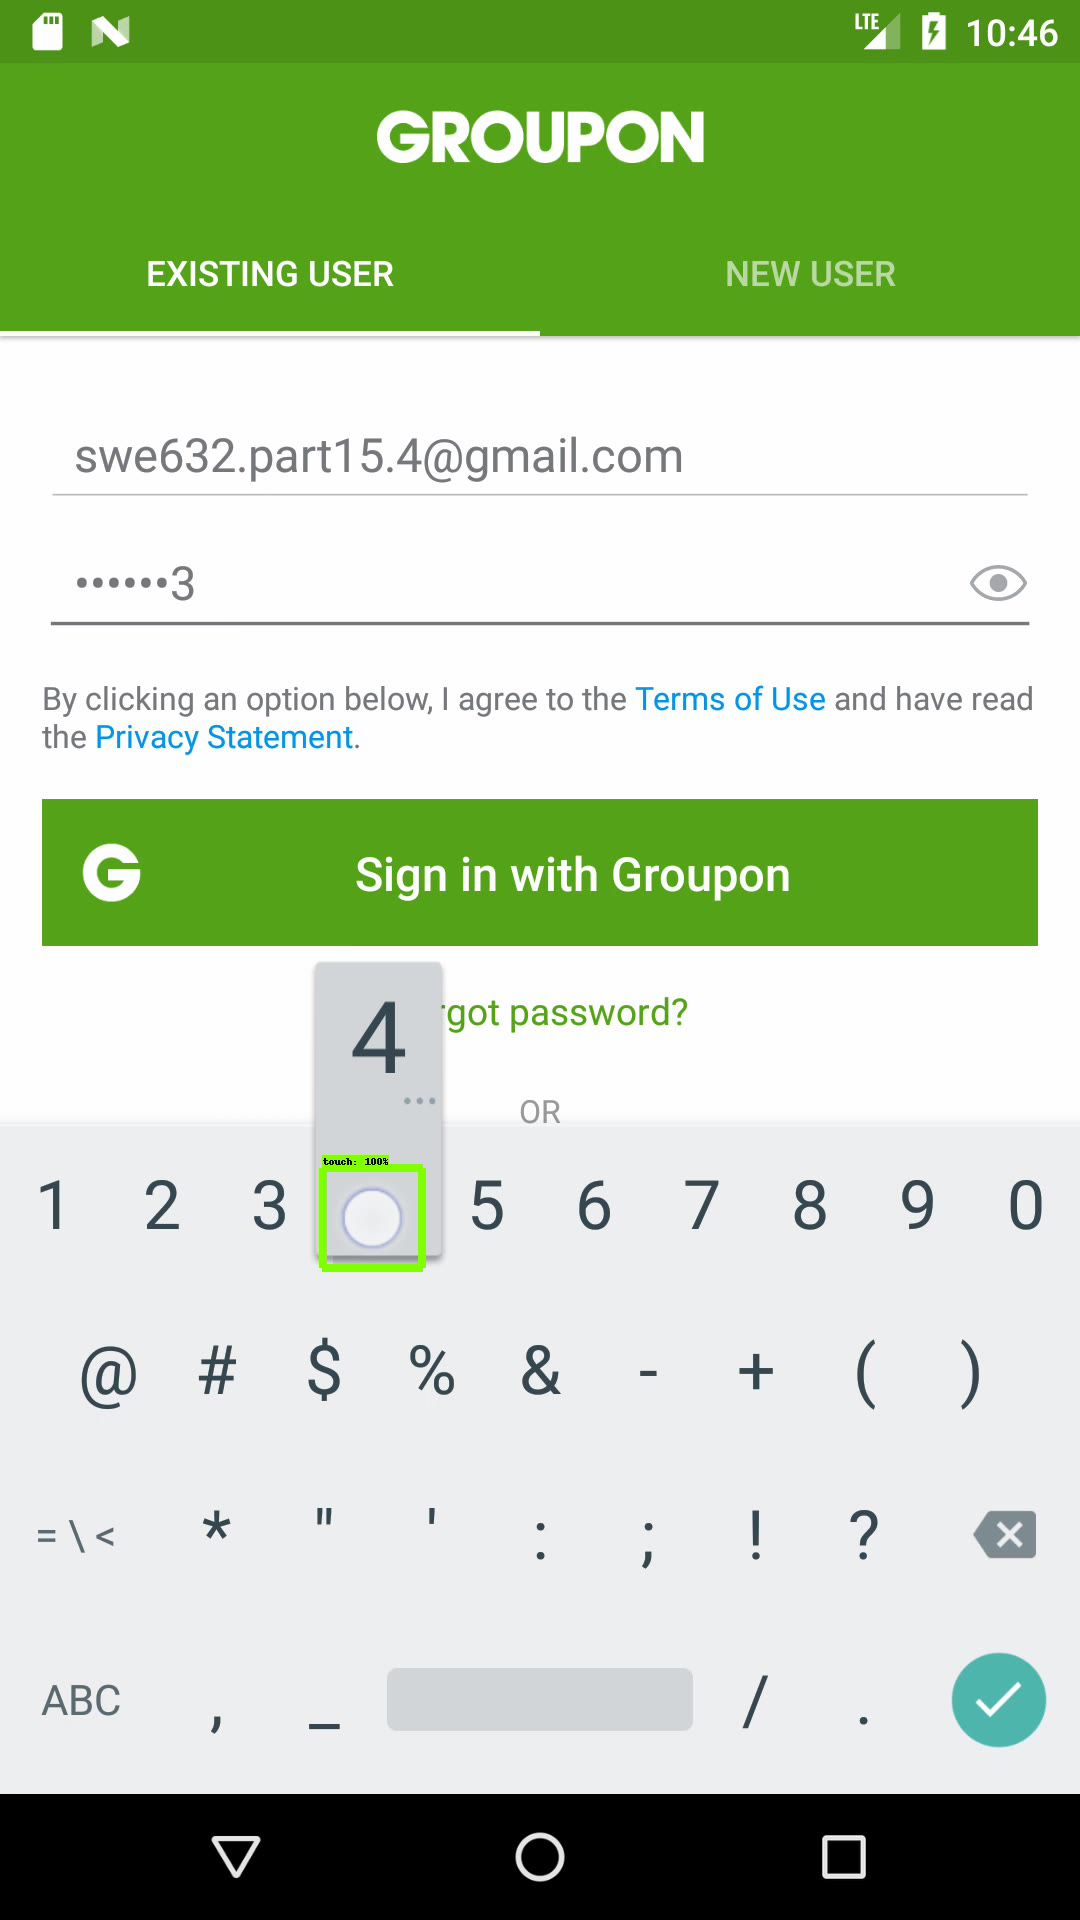 LTE 10:46
GROUPON
EXISTING USER NEW USER
swe632.part15.4@gmail.com
••••••3
By clicking an option below, I agree to the Terms of Use and have read
the Privacy Statement.
G Sign in with Groupon
rgot password?
4
...
OR
touch: 100%
1 2 3 5 6 7 8 9 0
@ # $ % & - + ( )
= \ < * " ' : ; ! ?
ABC , _ / .